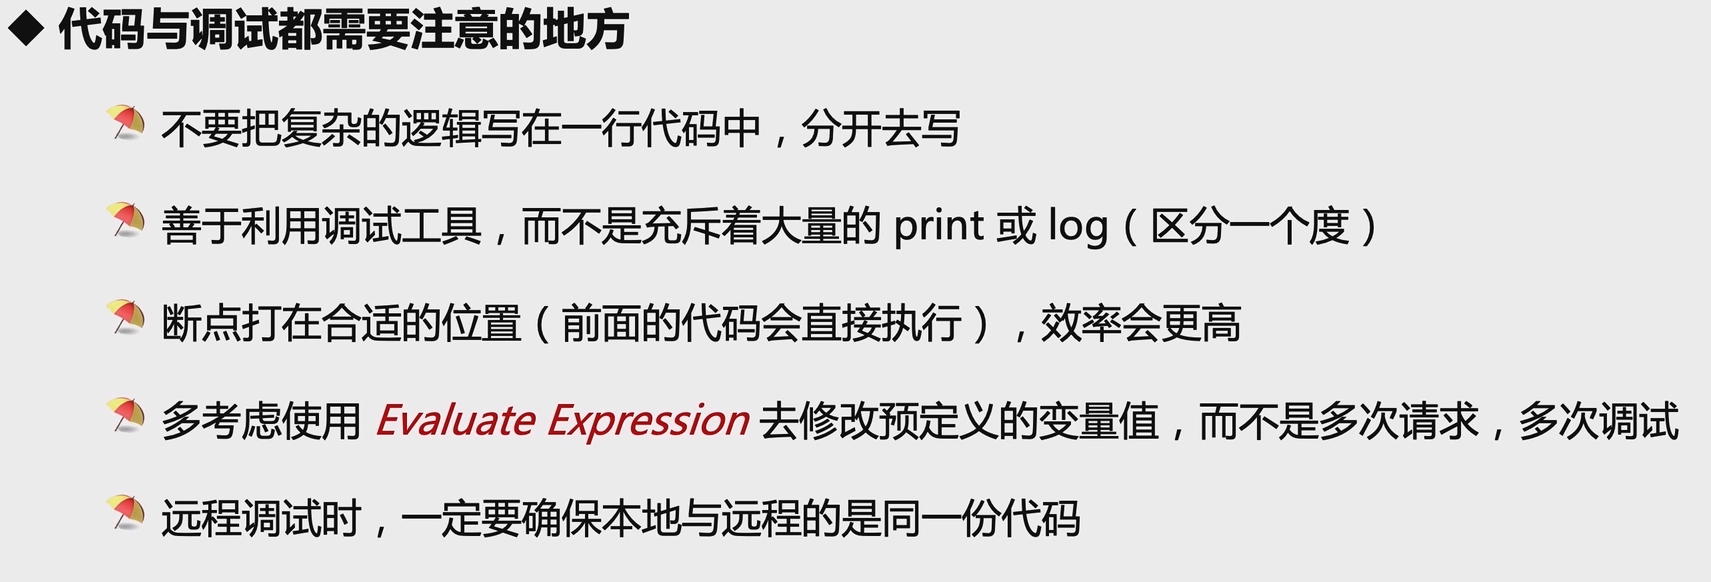 ◆ 代码与调试都需要注意的地方
不要把复杂的逻辑写在一行代码中，分开去写
善于利用调试工具，而不是充斥着大量的 print 或 log（区分一个度）
断点打在合适的位置（前面的代码会直接执行），效率会更高
多考虑使用 Evaluate Expression 去修改预定义的变量值，而不是多次请求，多次调试
远程调试时，一定要确保本地与远程的是同一份代码